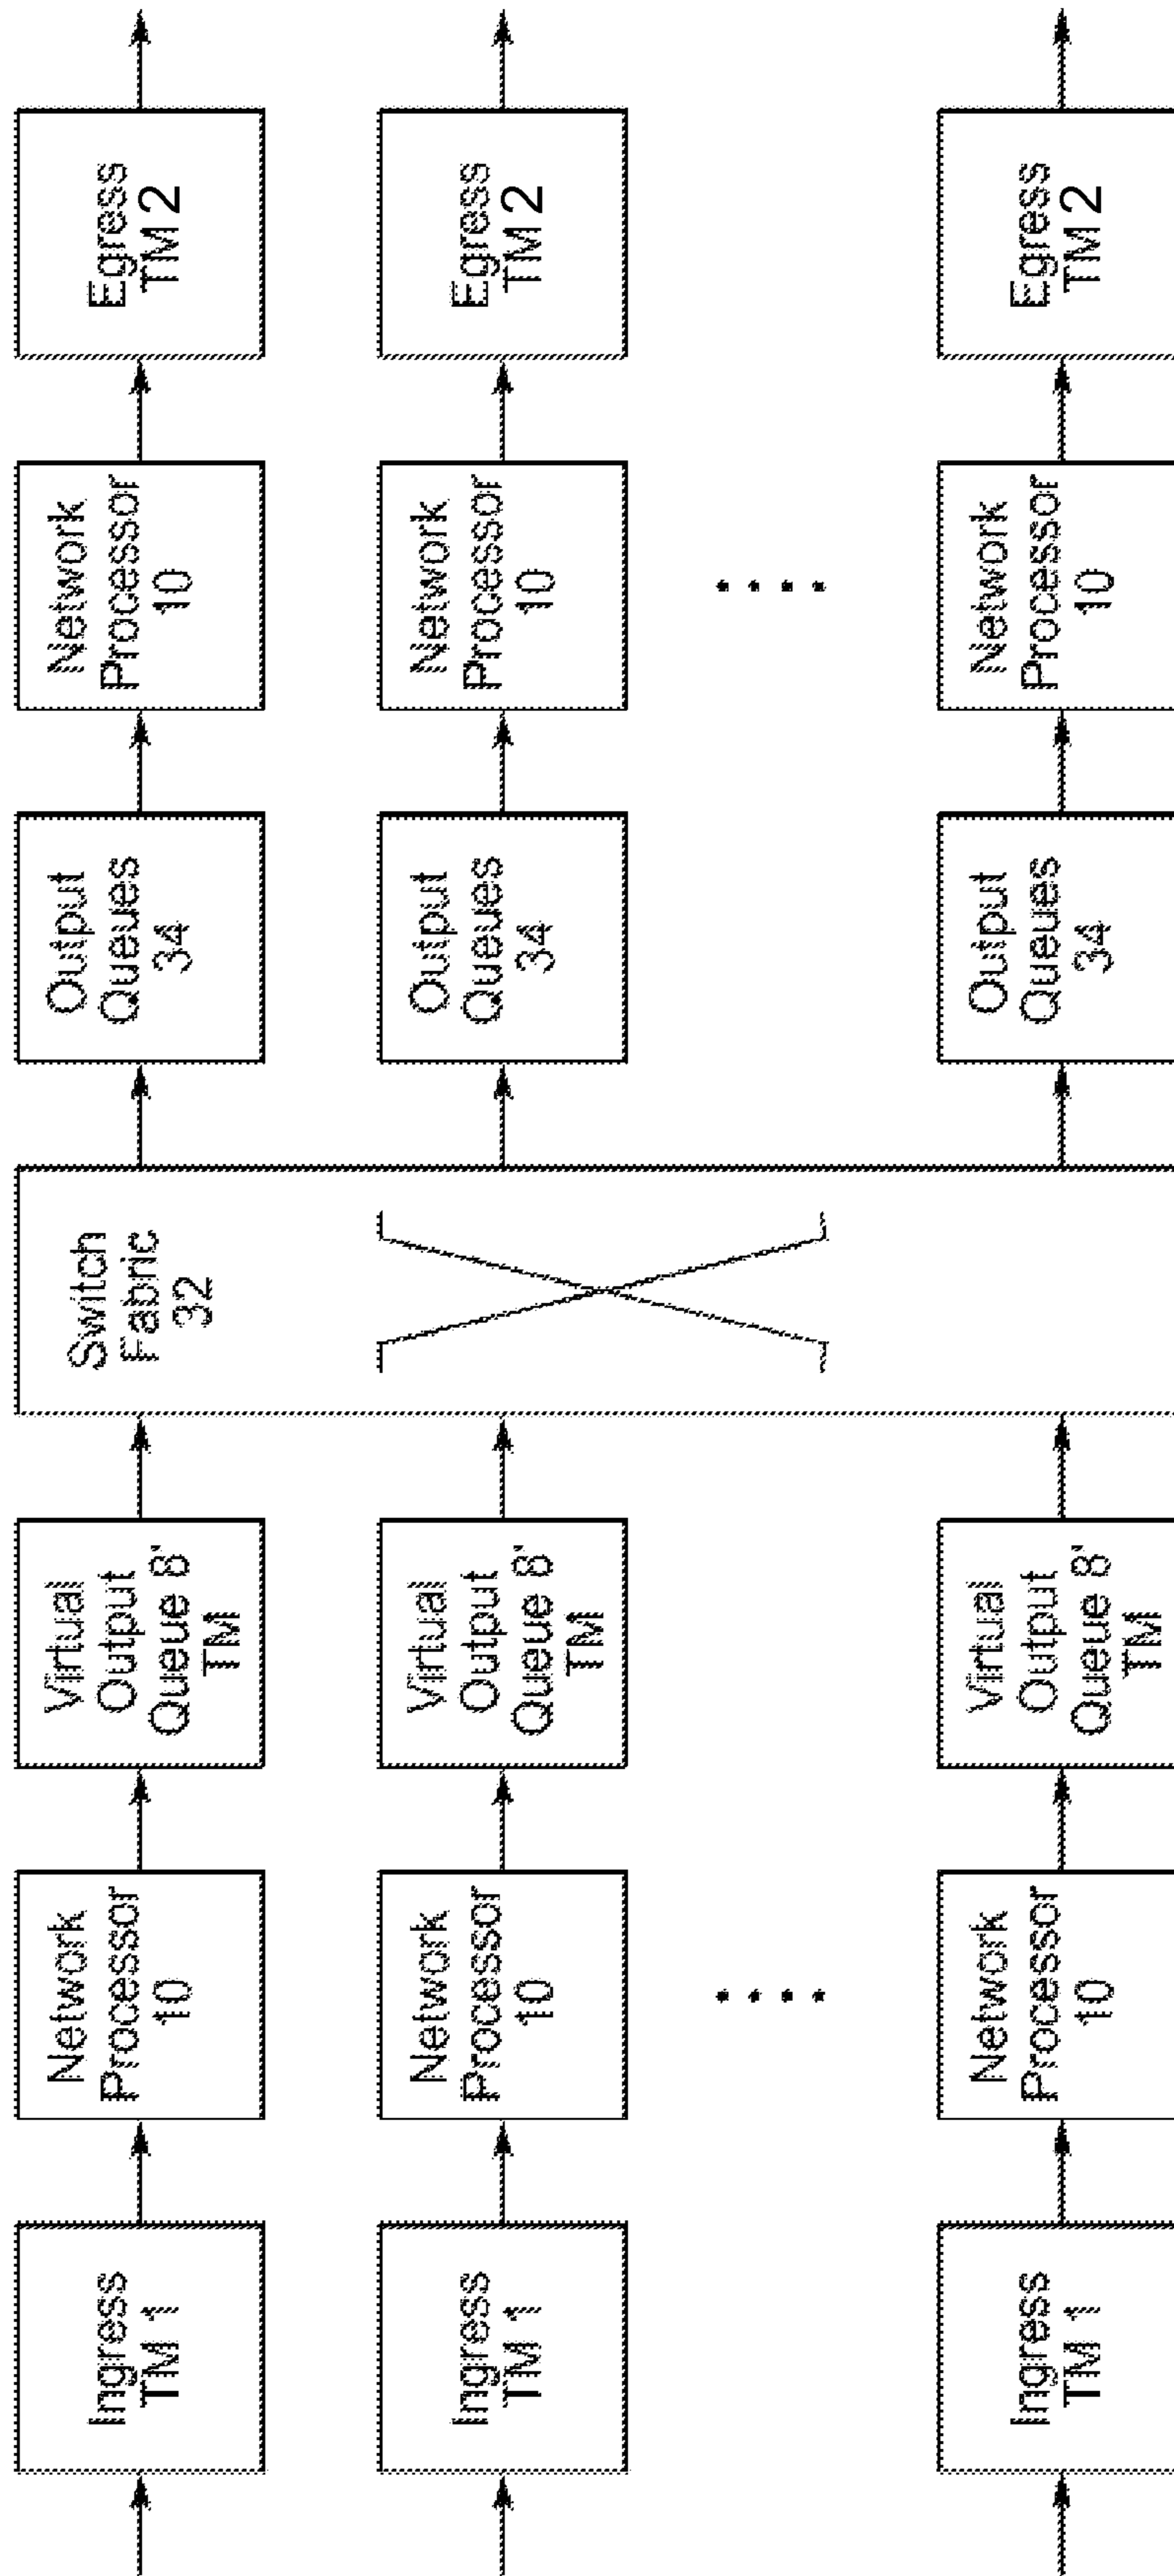 Ingress
TM 1
Network
Processor
10
Virtual
Output
Queue 8'
TM
Switch
Fabric
32
Output
Queues
34
Network
Processor
10
Egress
TM 2
Ingress
TM 1
Network
Processor
10
Virtual
Output
Queue 8'
TM
Output
Queues
34
Network
Processor
10
Egress
TM 2
Ingress
TM 1
Network
Processor
10
Virtual
Output
Queue 8'
TM
Output
Queues
34
Network
Processor
10
Egress
TM 2